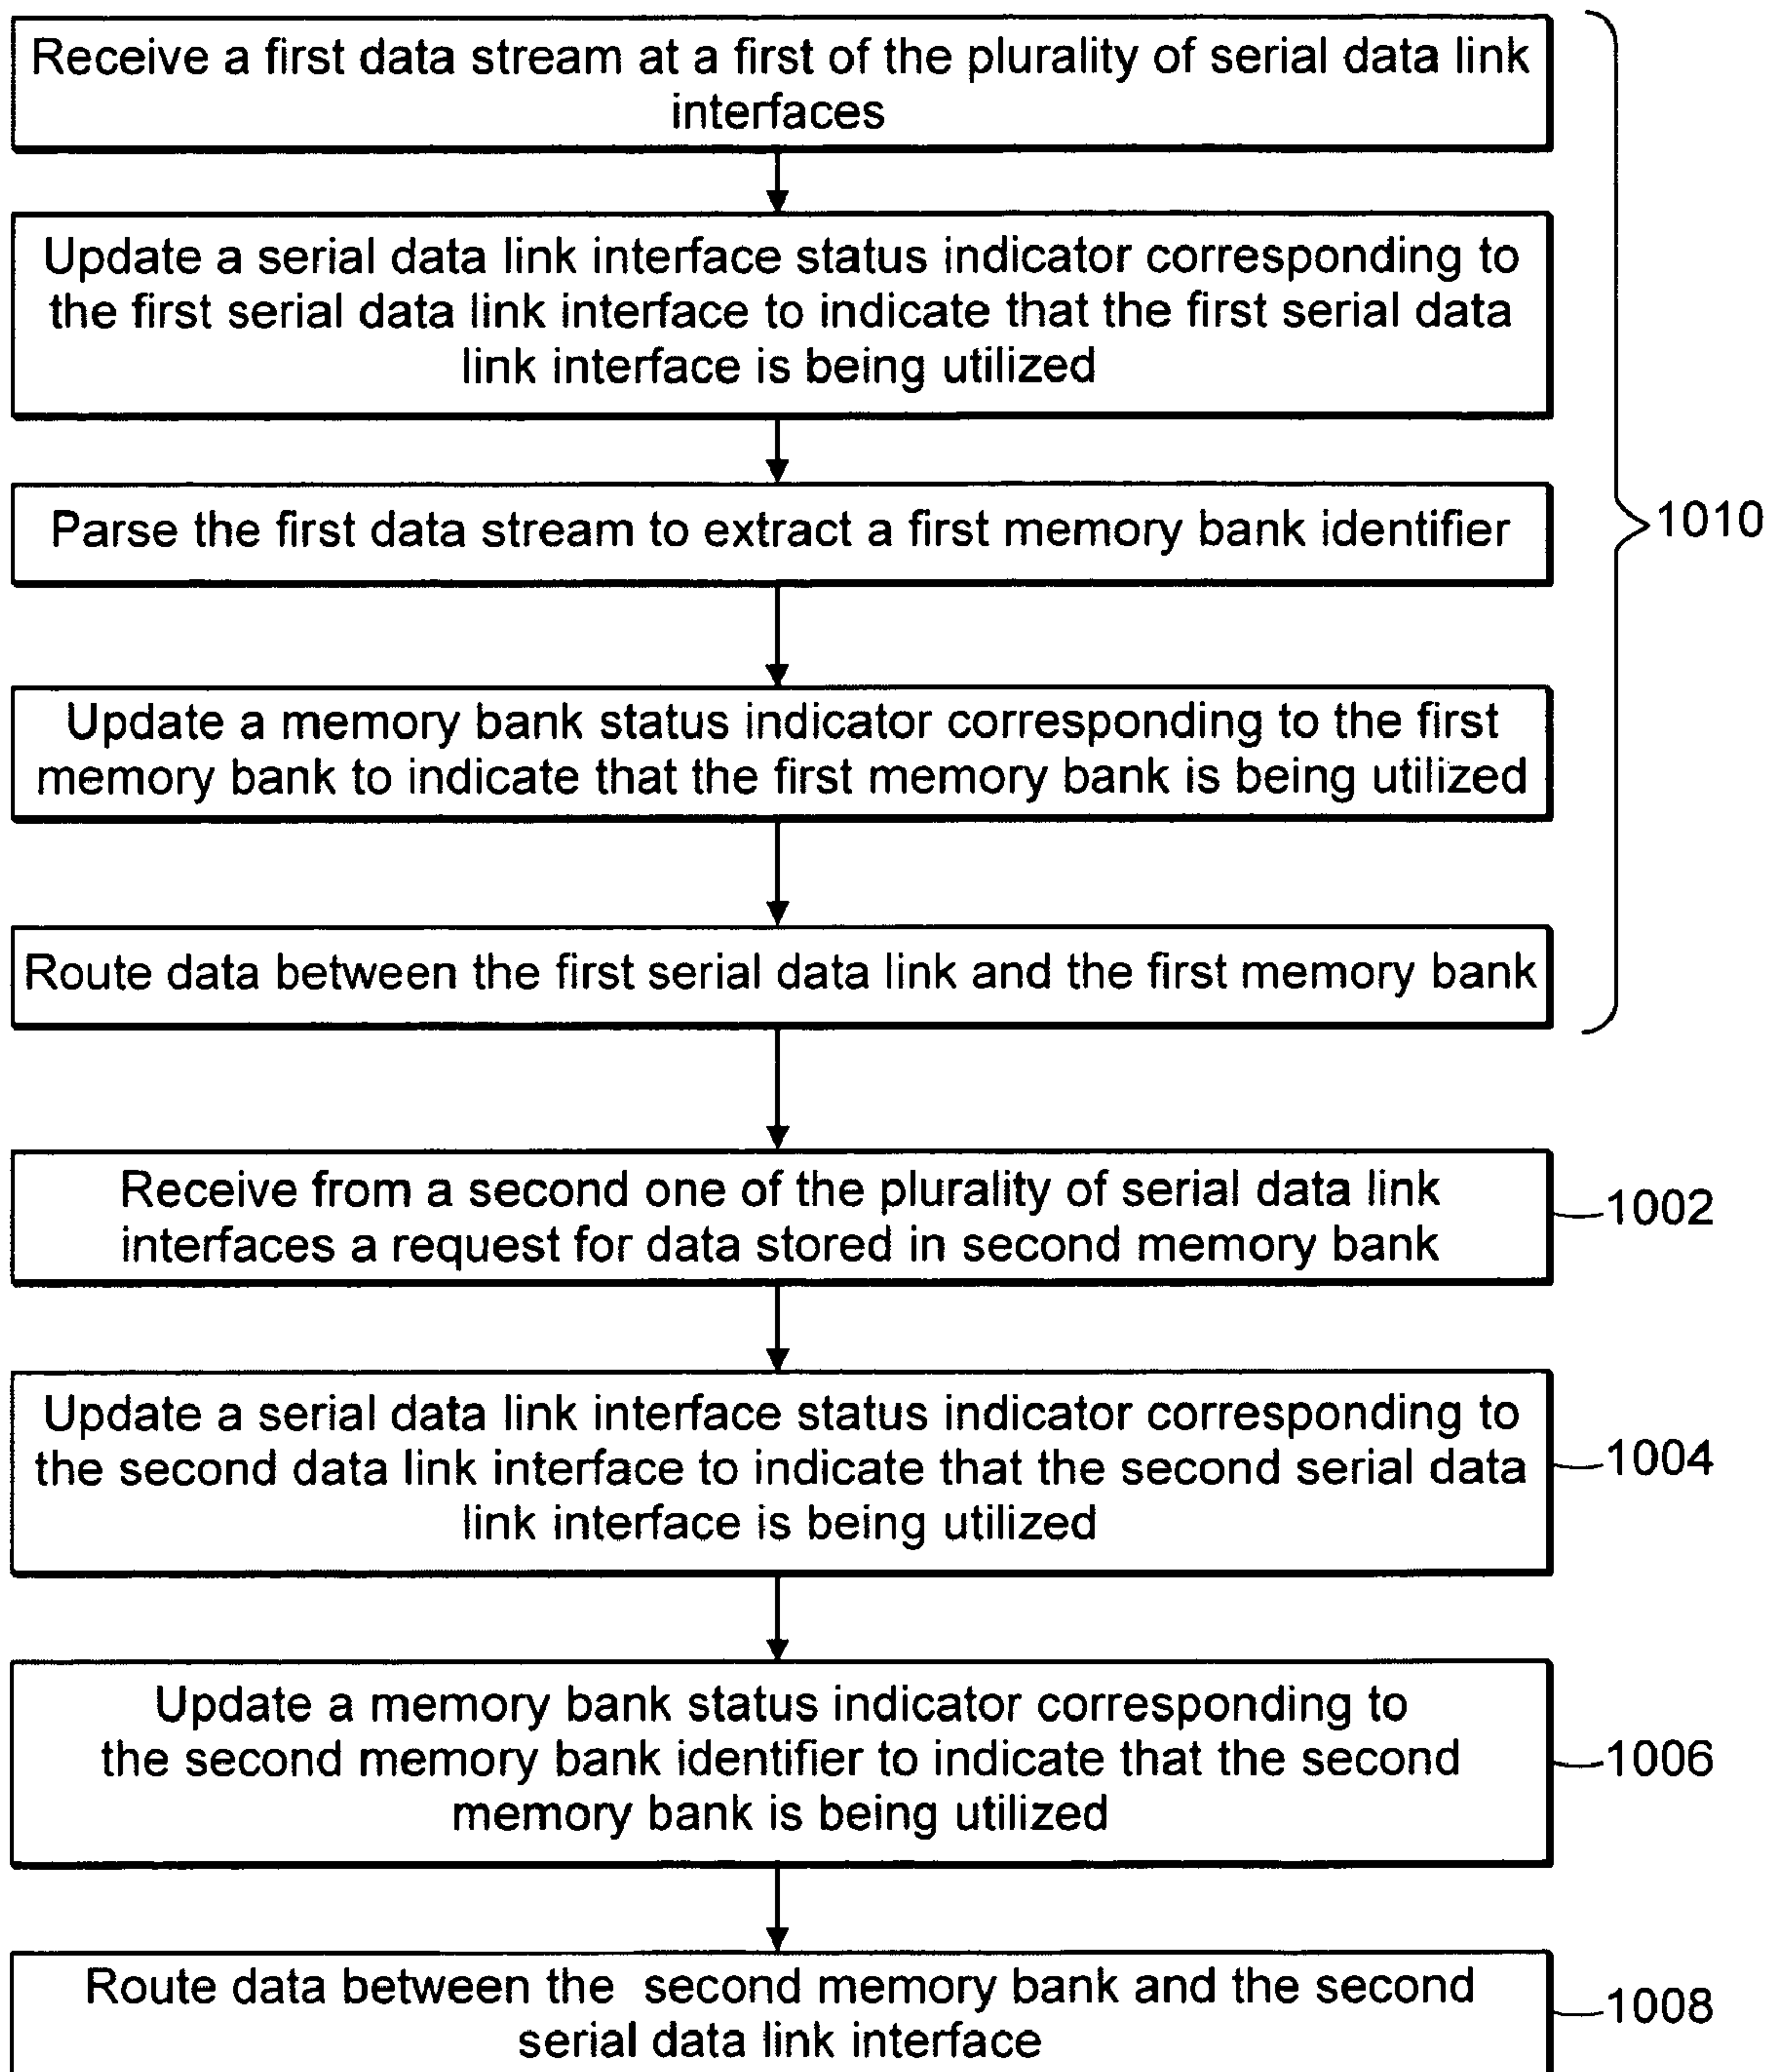 Receive a first data stream at a first of the plurality of serial data link
interfaces
Update a serial data link interface status indicator corresponding to
the first serial data link interface to indicate that the first serial data
link interface is being utilized
Parse the first data stream to extract a first memory bank identifier
1010
Update a memory bank status indicator corresponding to the first
memory bank to indicate that the first memory bank is being utilized
Route data between the first serial data link and the first memory bank
Receive from a second one of the plurality of serial data link
interfaces a request for data stored in second memory bank
1002
Update a serial data link interface status indicator corresponding to
the second data link interface to indicate that the second serial data
link interface is being utilized
1004
Update a memory bank status indicator corresponding to
the second memory bank identifier to indicate that the second
memory bank is being utilized
1006
Route data between the second memory bank and the second
serial data link interface
1008